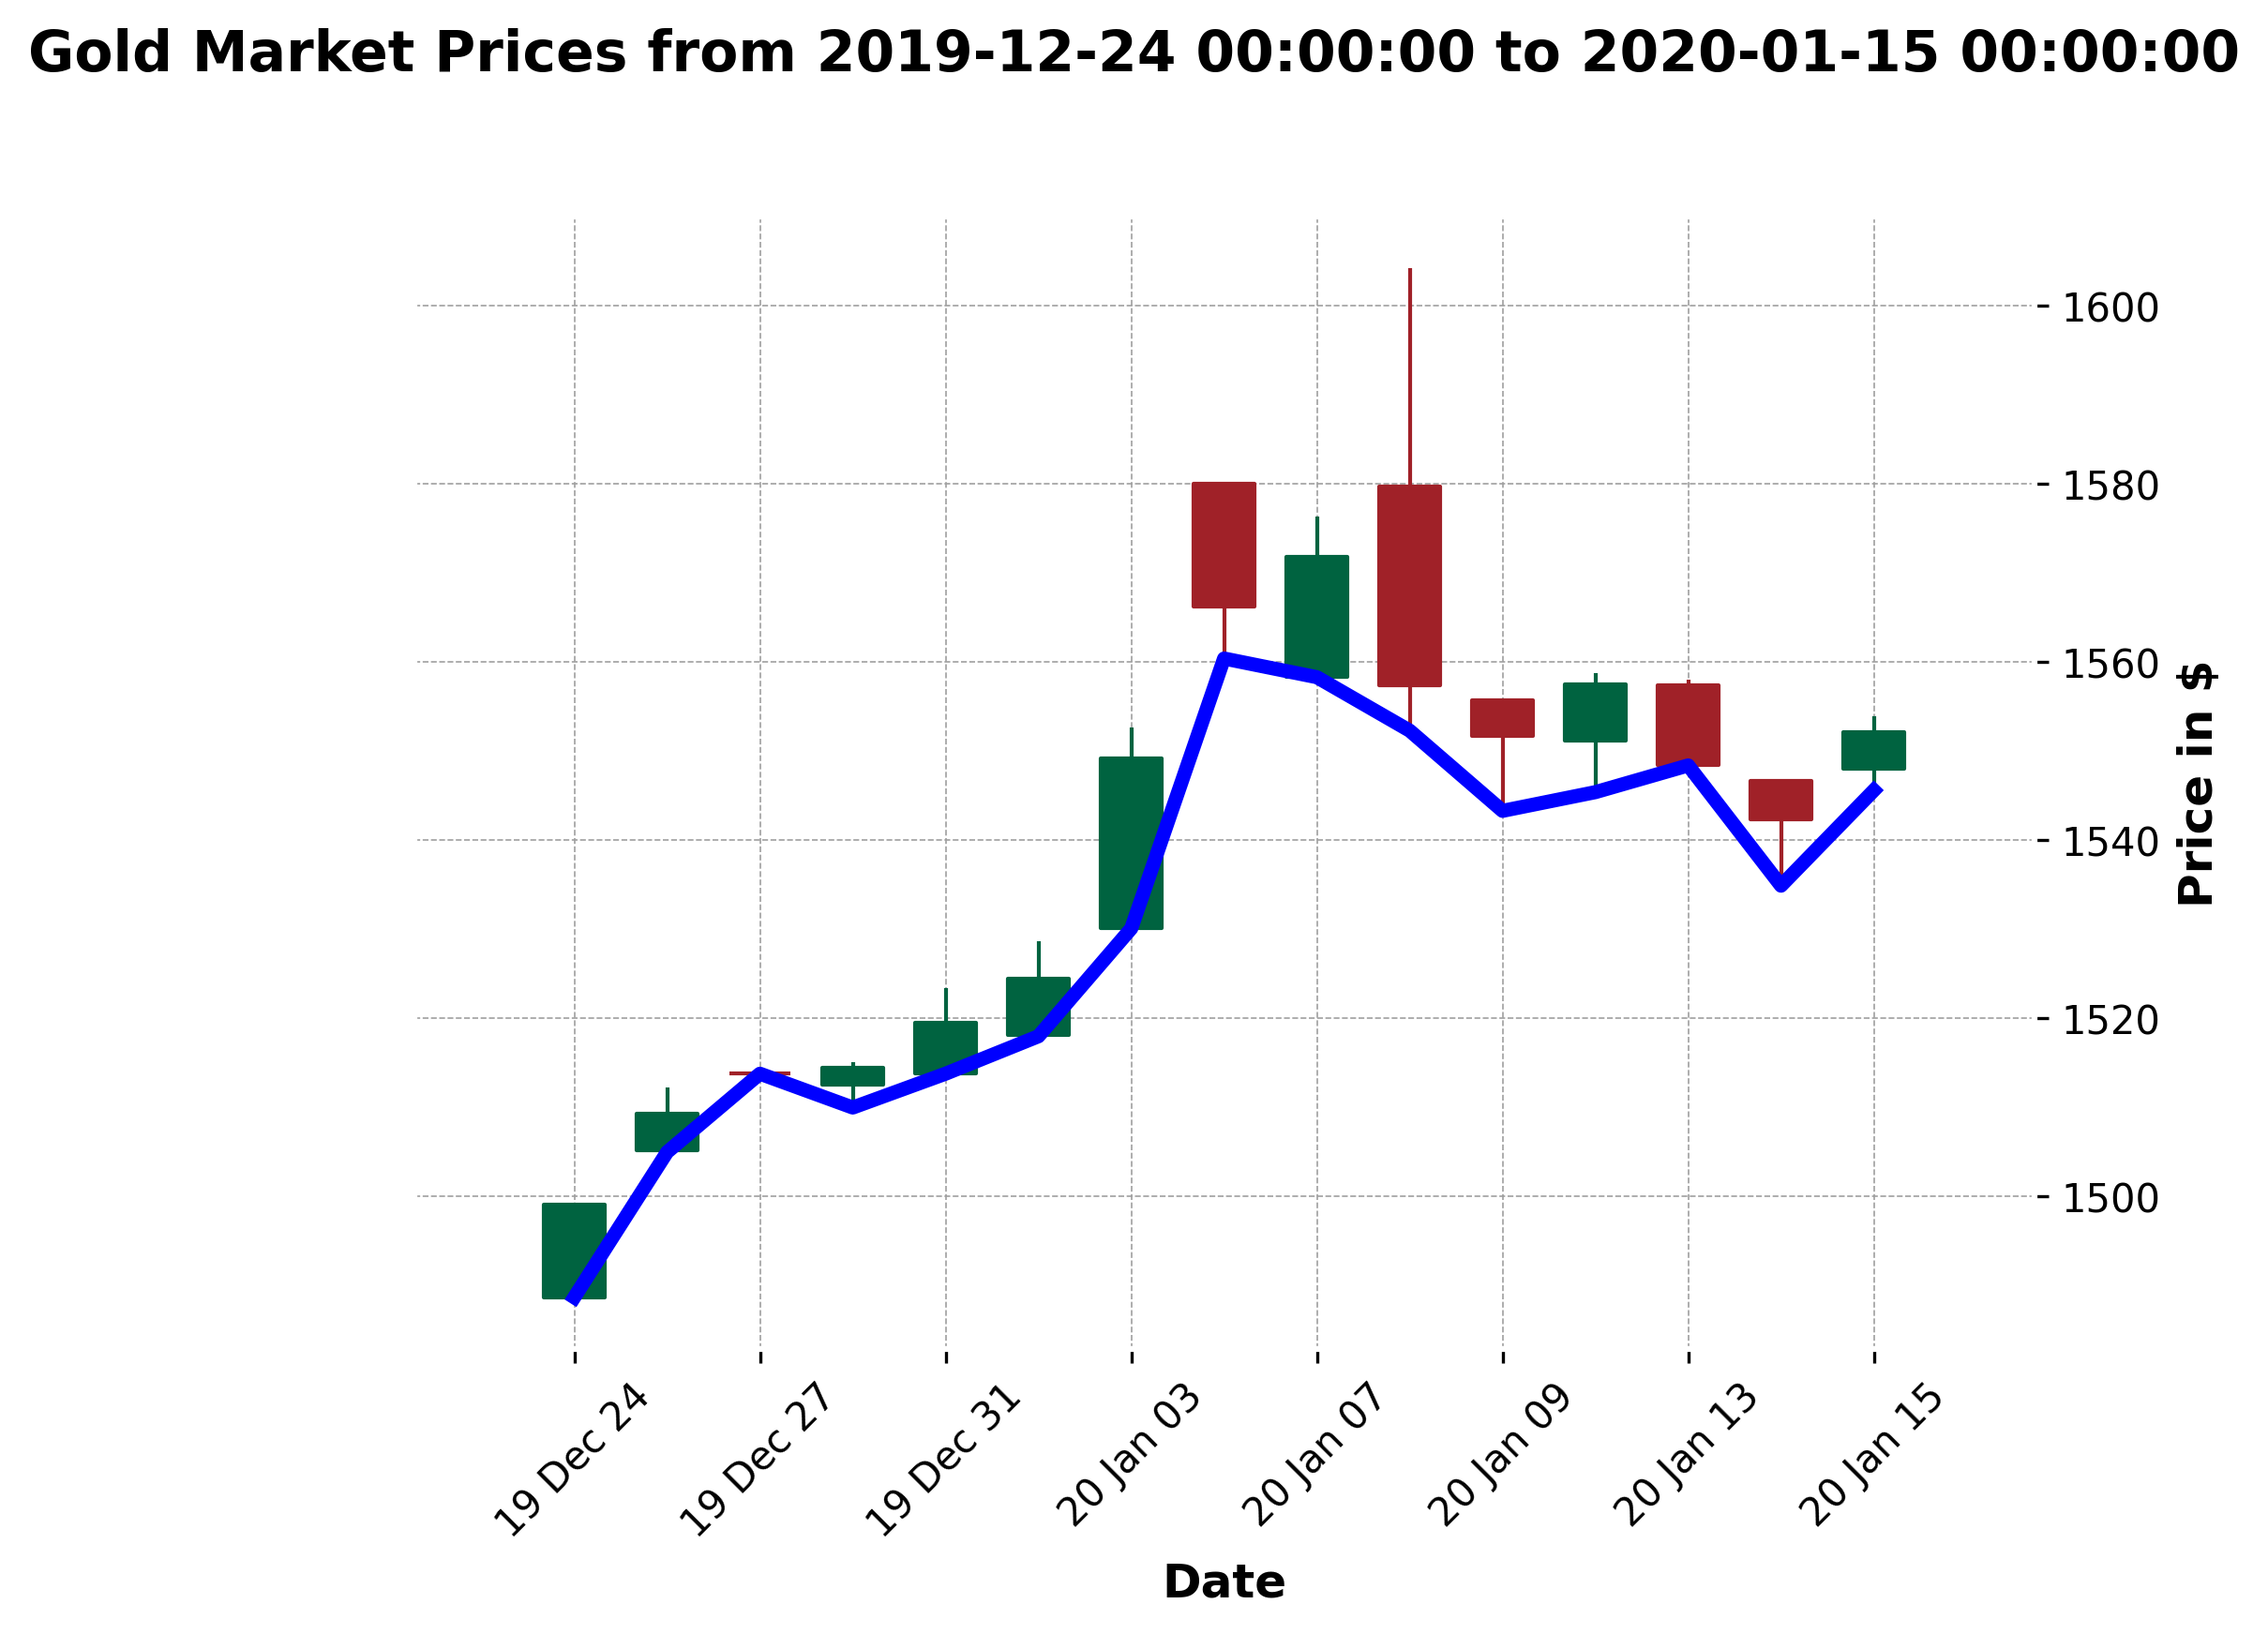 Gold Market Prices from 2019-12-24 00:00:00 to 2020-01-15 00:00:00
1600
1580
1560
1540
1520
1500
Price in $
19 Dec 24
19 Dec 27
19 Dec 31
20 Jan 03
20 Jan 07
20 Jan 09
20 Jan 13
20 Jan 15
Date